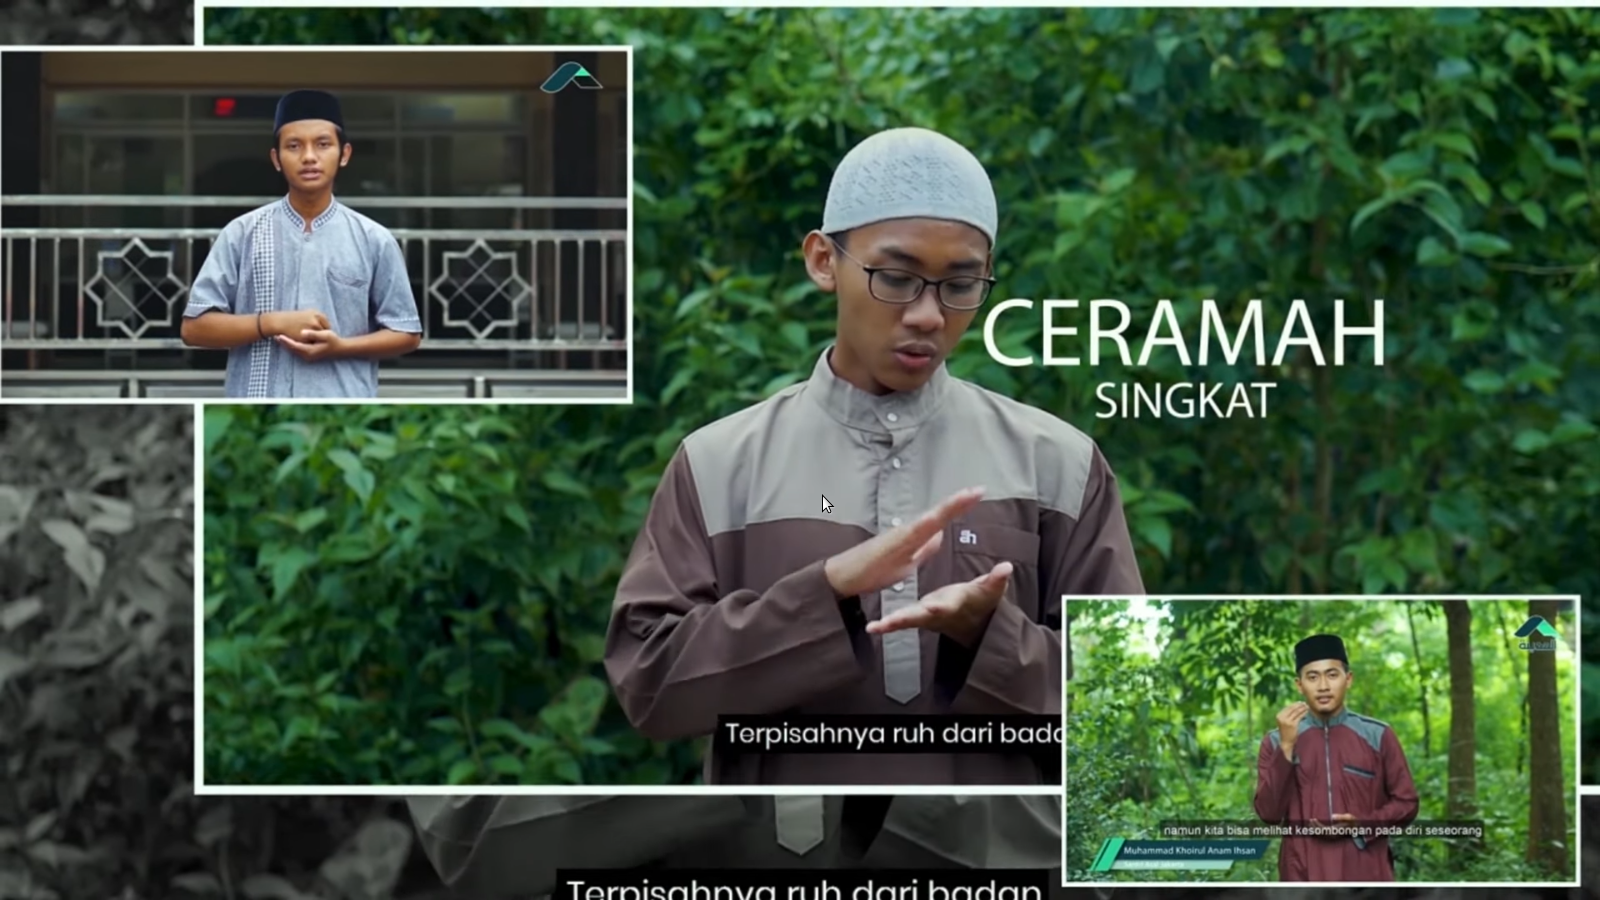 CERAMAH
SINGKAT
Terpisahnya ruh dari bada
namun kita bisa melihat kesombongan pada diri seseorang
Muhammad Khoirul Anam Ihsan
Terpisahnya ruh dari badan